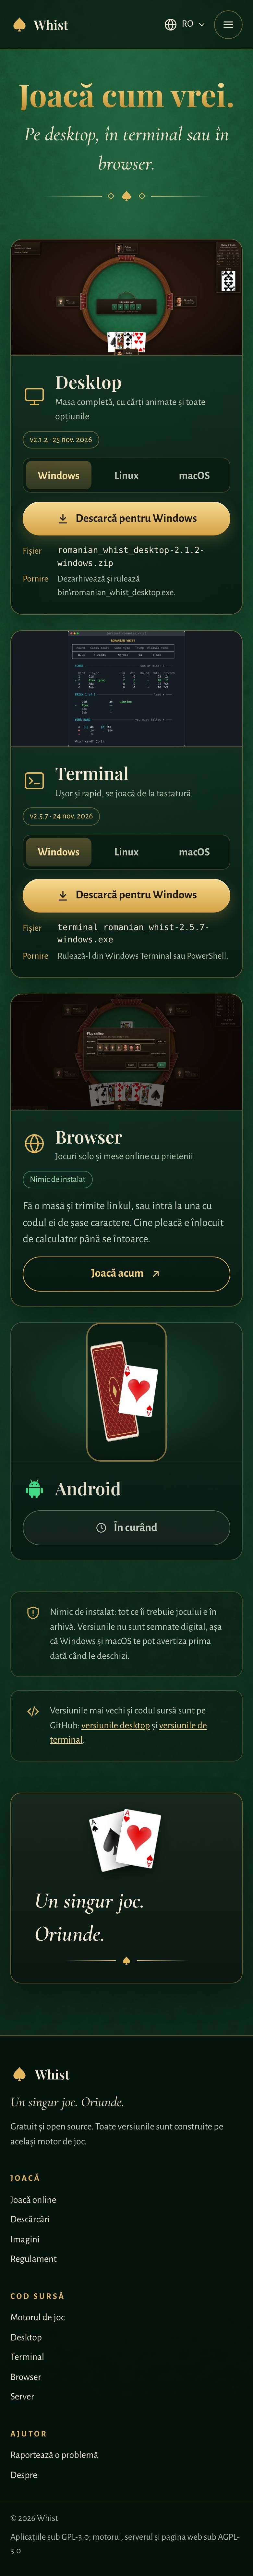 Whist
RO
Joacă cum vrei.
Pe desktop, în terminal sau în
browser.
Desktop
Masa completă, cu cărți animate și toate
opțiunile
v2.1.2 · 25 nov. 2026
Windows Linux macOS
Descarcă pentru Windows
Fișier romanian_whist_desktop-2.1.2-
windows.zip
Pornire Dezarhivează și rulează
bin\romanian_whist_desktop.exe.
Terminal
Ușor și rapid, se joacă de la tastatură
v2.5.7 · 24 nov. 2026
Windows Linux macOS
Descarcă pentru Windows
Fișier terminal_romanian_whist-2.5.7-
windows.exe
Pornire Rulează-l din Windows Terminal sau PowerShell.
Play online
Browser
Jocuri solo și mese online cu prietenii
Nimic de instalat
Fă o masă și trimite linkul, sau intră la una cu
codul ei de șase caractere. Cine pleacă e înlocuit
de calculator până se întoarce.
Joacă acum
A
A
Android
În curând
Nimic de instalat: tot ce îi trebuie jocului e în
arhivă. Versiunile nu sunt semnate digital, așa
că Windows și macOS te pot avertiza prima
dată când le deschizi.
Versiunile mai vechi și codul sursă sunt pe
GitHub: versiunile desktop și versiunile de
terminal.
A
A
A
Un singur joc.
Oriunde.
Whist
Un singur joc. Oriunde.
Gratuit și open source. Toate versiunile sunt construite pe
același motor de joc.
JOACĂ
Joacă online
Descărcări
Imagini
Regulament
COD SURSĂ
Motorul de joc
Desktop
Terminal
Browser
Server
AJUTOR
Raportează o problemă
Despre
© 2026 Whist
Aplicațiile sub GPL-3.0; motorul, serverul și pagina web sub AGPL-
3.0